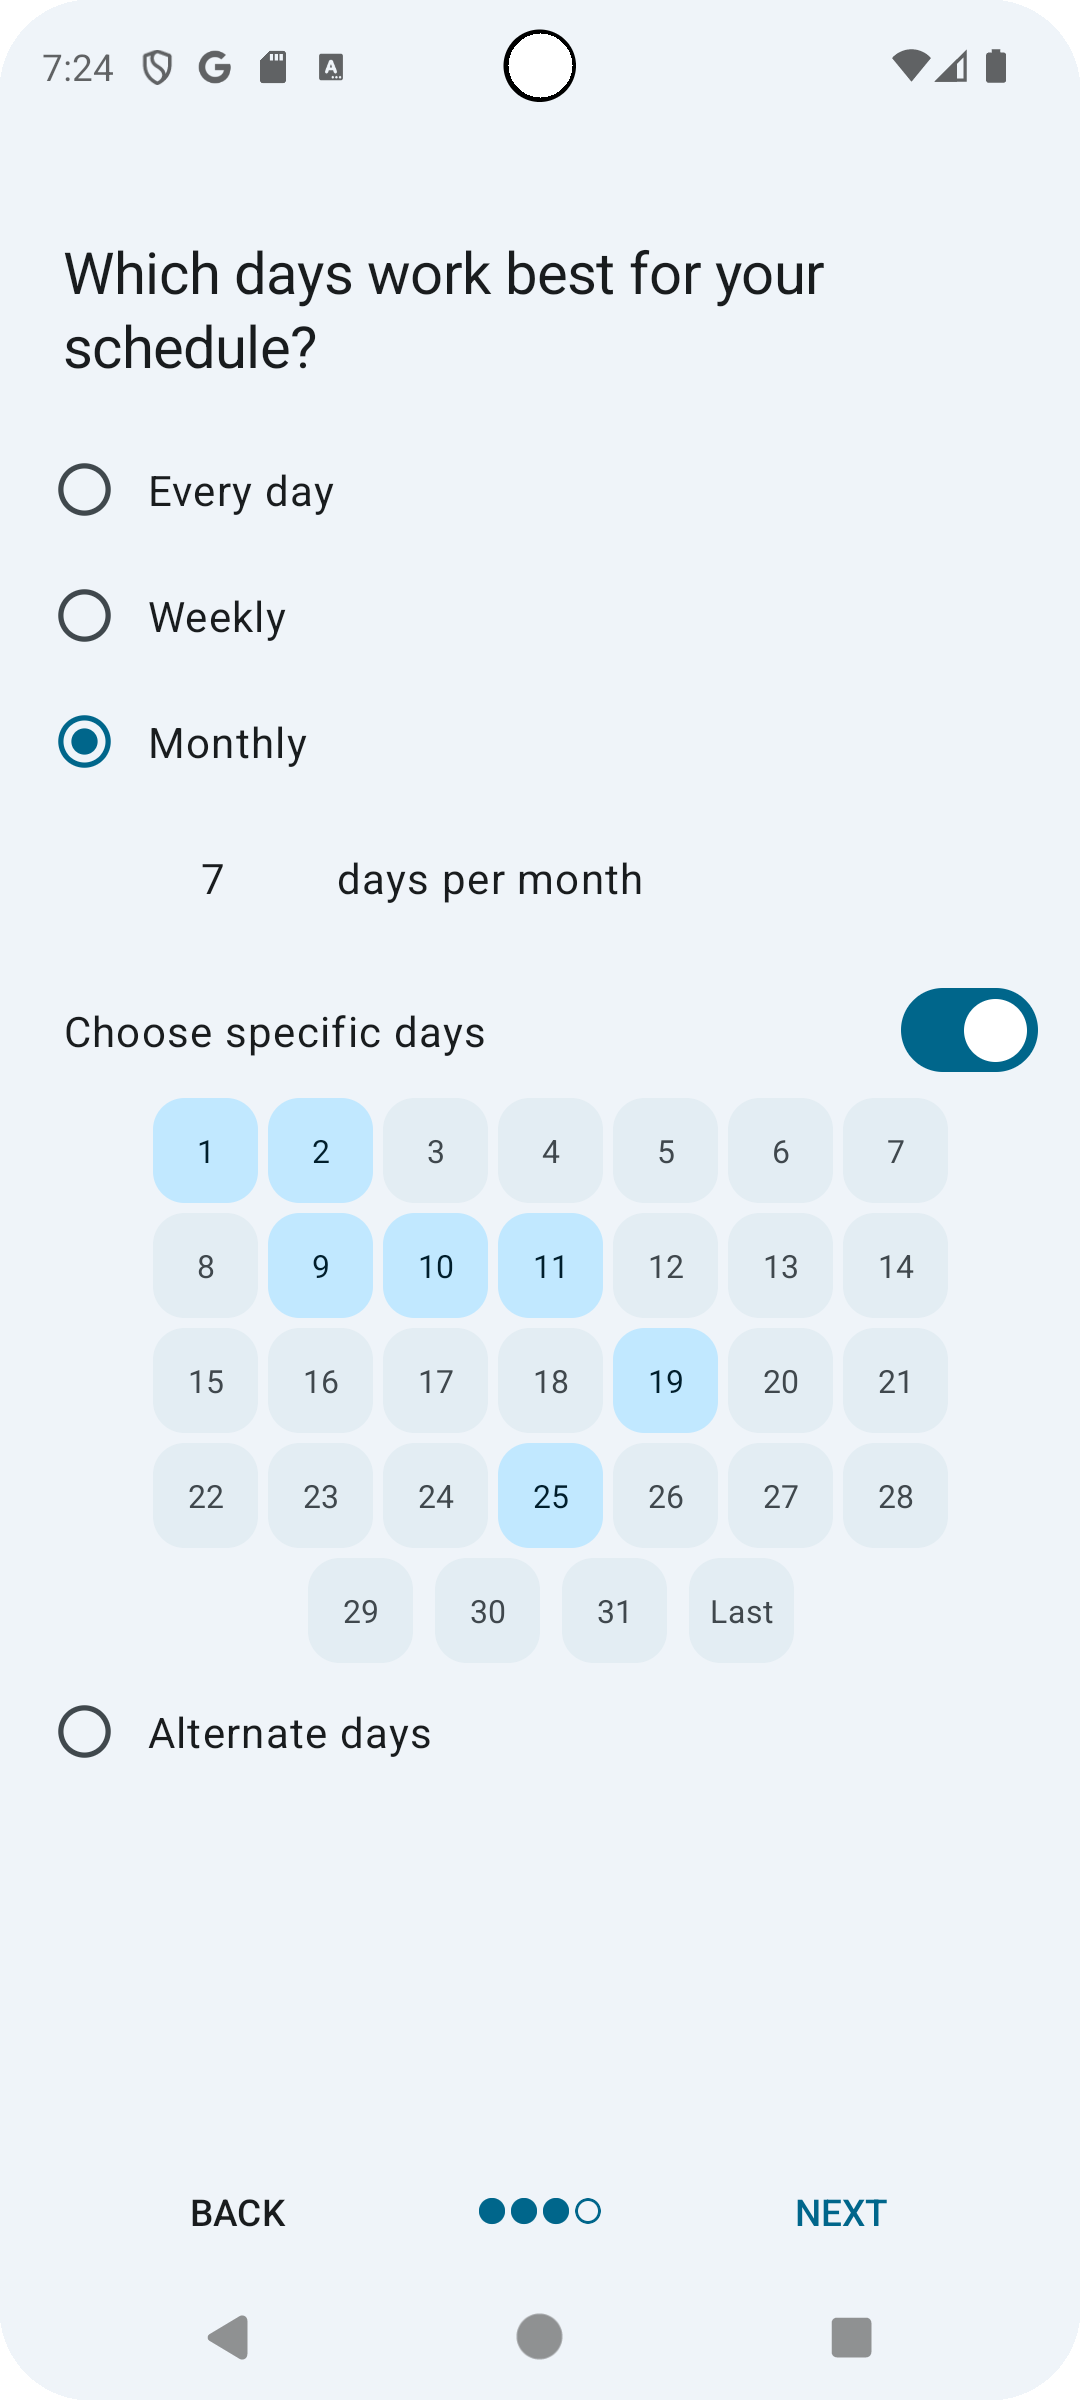 7:24
Which days work best for your
schedule?
Every day
Weekly
Monthly
7 days per month
Choose specific days
1 2 3 4 5 6 7
8 9 10 11 12 13 14
15 16 17 18 19 20 21
22 23 24 25 26 27 28
29 30 31 Last
Alternate days
BACK NEXT